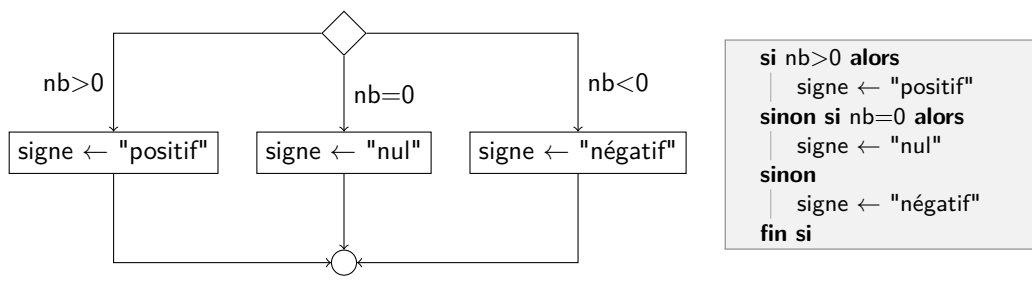 nb>0
nb=0
nb<0
signe ← "positif"
signe ← "nul"
signe ← "négatif"
si nb>0 alors
signe ← "positif"
sinon si nb=0 alors
signe ← "nul"
sinon
signe ← "négatif"
fin si